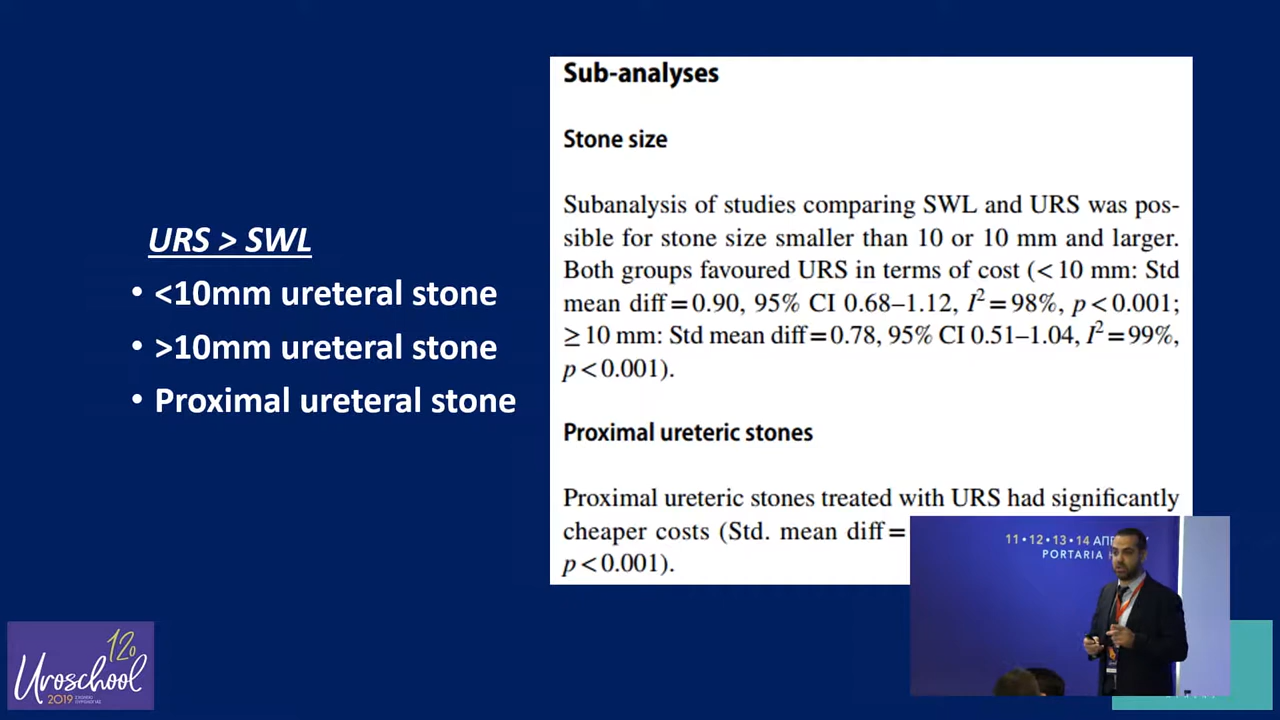 URS > SWL
• <10mm ureteral stone
• >10mm ureteral stone
• Proximal ureteral stone
Sub-analyses
Stone size
Subanalysis of studies comparing SWL and URS was pos-
sible for stone size smaller than 10 or 10 mm and larger.
Both groups favoured URS in terms of cost (< 10 mm: Std
mean diff = 0.90, 95% CI 0.68–1.12, I² = 98%, p < 0.001;
≥ 10 mm: Std mean diff = 0.78, 95% CI 0.51–1.04, I² = 99%,
p < 0.001).
Proximal ureteric stones
Proximal ureteric stones treated with URS had significantly
cheaper costs (Std. mean diff =
p < 0.001).
11 • 12 • 13 • 14 ΑΠΡ
PORTARIA H
12ο
Uroschool
2019